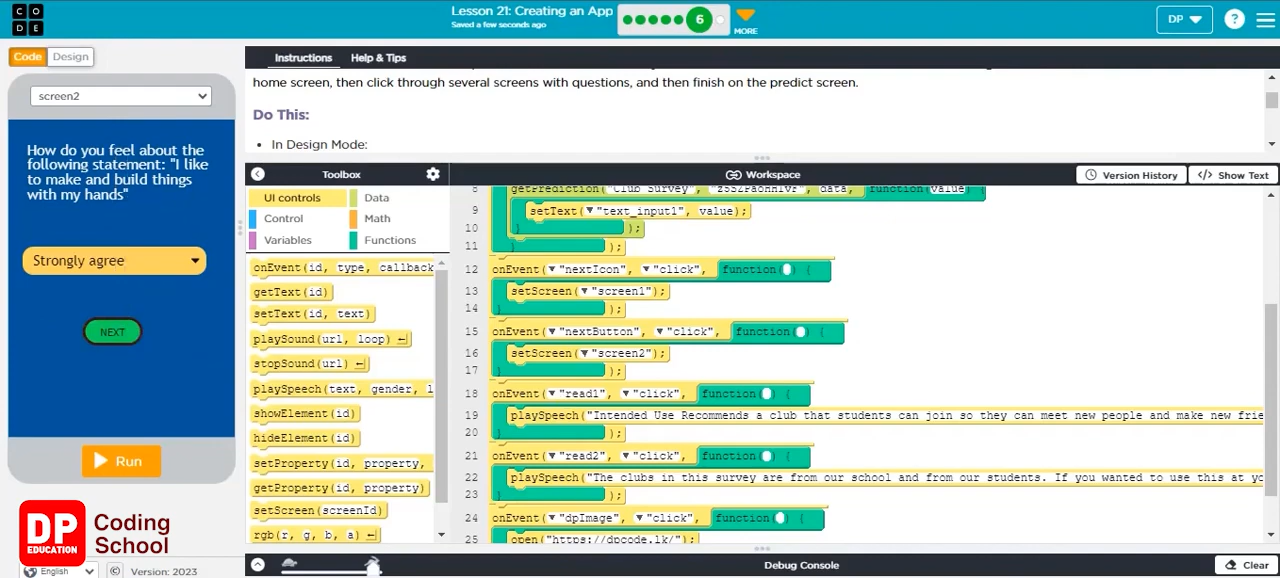 CO
DE
Lesson 21: Creating an App
Saved a few seconds ago
6
MORE
DP
?
Code
Design
Instructions
Help & Tips
screen2
home screen, then click through several screens with questions, and then finish on the predict screen.
Do This:
• In Design Mode:
How do you feel about the
following statement: "I like
to make and build things
with my hands"
Strongly agree
NEXT
Run
Toolbox
Workspace
Version History
</> Show Text
UI controls
Data
Control
Math
Variables
Functions
onEvent(id, type, callback
getText(id)
setText(id, text)
playSound(url, loop)
stopSound(url)
playSpeech(text, gender, l
showElement(id)
hideElement(id)
setProperty(id, property,
getProperty(id, property)
setScreen(screenId)
rgb(r, g, b, a)
9 setText("text_input1", value);
10 });
11 });
12 onEvent("nextIcon", "click", function() {
13 setScreen("screen1");
14 });
15 onEvent("nextButton", "click", function() {
16 setScreen("screen2");
17 });
18 onEvent("read1", "click", function() {
19 playSpeech("Intended Use Recommends a club that students can join so they can meet new people and make new frie
20 });
21 onEvent("read2", "click", function() {
22 playSpeech("The clubs in this survey are from our school and from our students. If you wanted to use this at yo
23 });
24 onEvent("dpImage", "click", function() {
25 open("https://dpcode.lk/");
DP
EDUCATION
Coding
School
English
Version: 2023
Debug Console
Clear